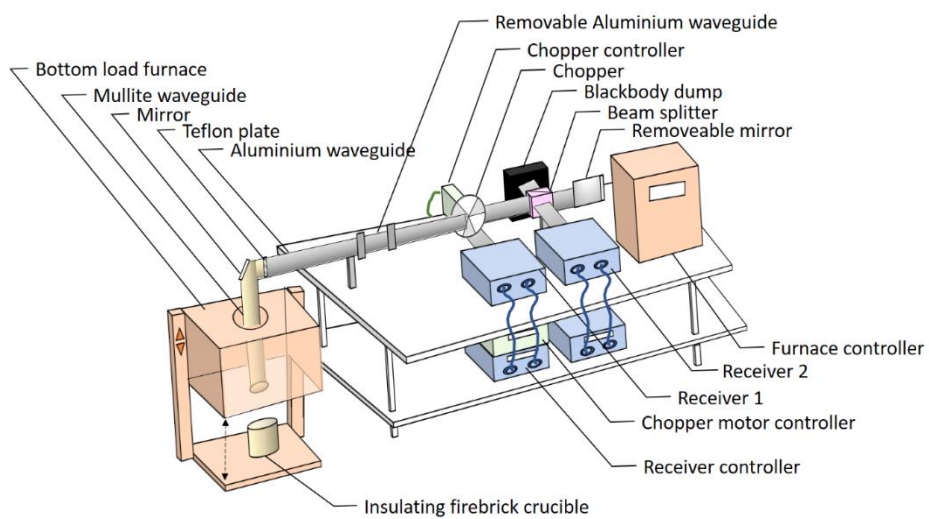 Removable Aluminium waveguide
Chopper controller
Chopper
Blackbody dump
Beam splitter
Removeable mirror
Bottom load furnace
Mullite waveguide
Mirror
Teflon plate
Aluminium waveguide
Furnace controller
Receiver 2
Receiver 1
Chopper motor controller
Receiver controller
Insulating firebrick crucible